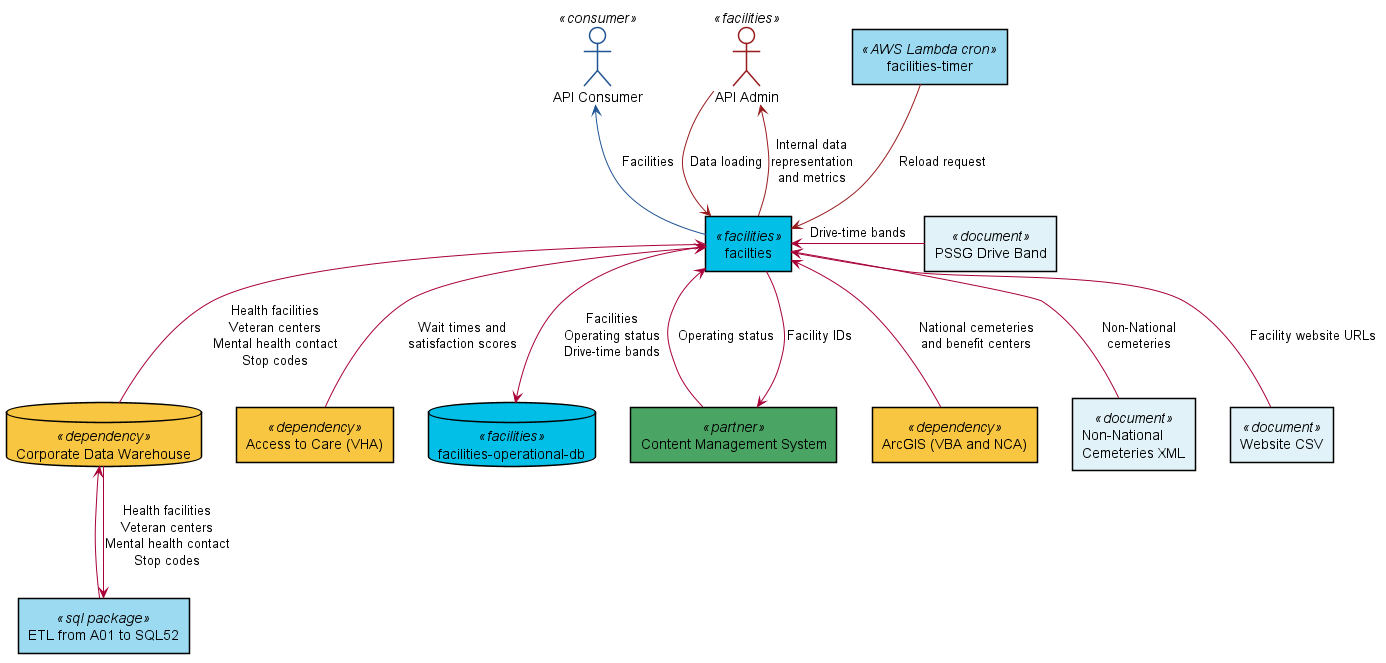 «consumer»
API Consumer
«facilities»
API Admin
«AWS Lambda cron»
facilities-timer
Facilities
Data loading
Internal data
representation
and metrics
Reload request
«facilities»
facilties
Drive-time bands
«document»
PSSG Drive Band
Health facilities
Veteran centers
Mental health contact
Stop codes
Wait times and
satisfaction scores
Facilities
Operating status
Drive-time bands
Operating status
Facility IDs
National cemeteries
and benefit centers
Non-National
cemeteries
Facility website URLs
«dependency»
Corporate Data Warehouse
«dependency»
Access to Care (VHA)
«facilities»
facilities-operational-db
«partner»
Content Management System
«dependency»
ArcGIS (VBA and NCA)
«document»
Non-National
Cemeteries XML
«document»
Website CSV
Health facilities
Veteran centers
Mental health contact
Stop codes
«sql package»
ETL from A01 to SQL52